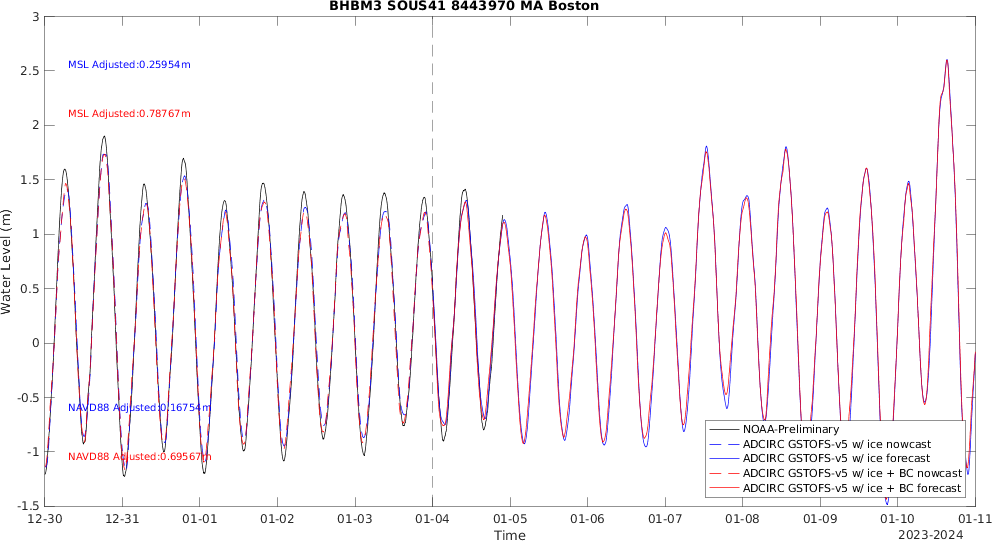 BHBM3 SOUS41 8443970 MA Boston
3
2.5
2
1.5
1
0.5
0
-0.5
-1
-1.5
Water Level (m)
MSL Adjusted:0.25954m
MSL Adjusted:0.78767m
NAVD88 Adjusted:0.16754m
NAVD88 Adjusted:0.69567m
NOAA-Preliminary
ADCIRC GSTOFS-v5 w/ ice nowcast
ADCIRC GSTOFS-v5 w/ ice forecast
ADCIRC GSTOFS-v5 w/ ice + BC nowcast
ADCIRC GSTOFS-v5 w/ ice + BC forecast
12-30 12-31 01-01 01-02 01-03 01-04 01-05 01-06 01-07 01-08 01-09 01-10 01-11
Time
2023-2024